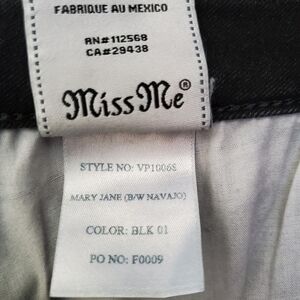 FABRIQUE AU MEXICO
RN#112568
CA#29438
Miss Me®
STYLE NO: VP1006S
MARY JANE (B/W NAVAJO)
COLOR: BLK 01
PO NO: F0009